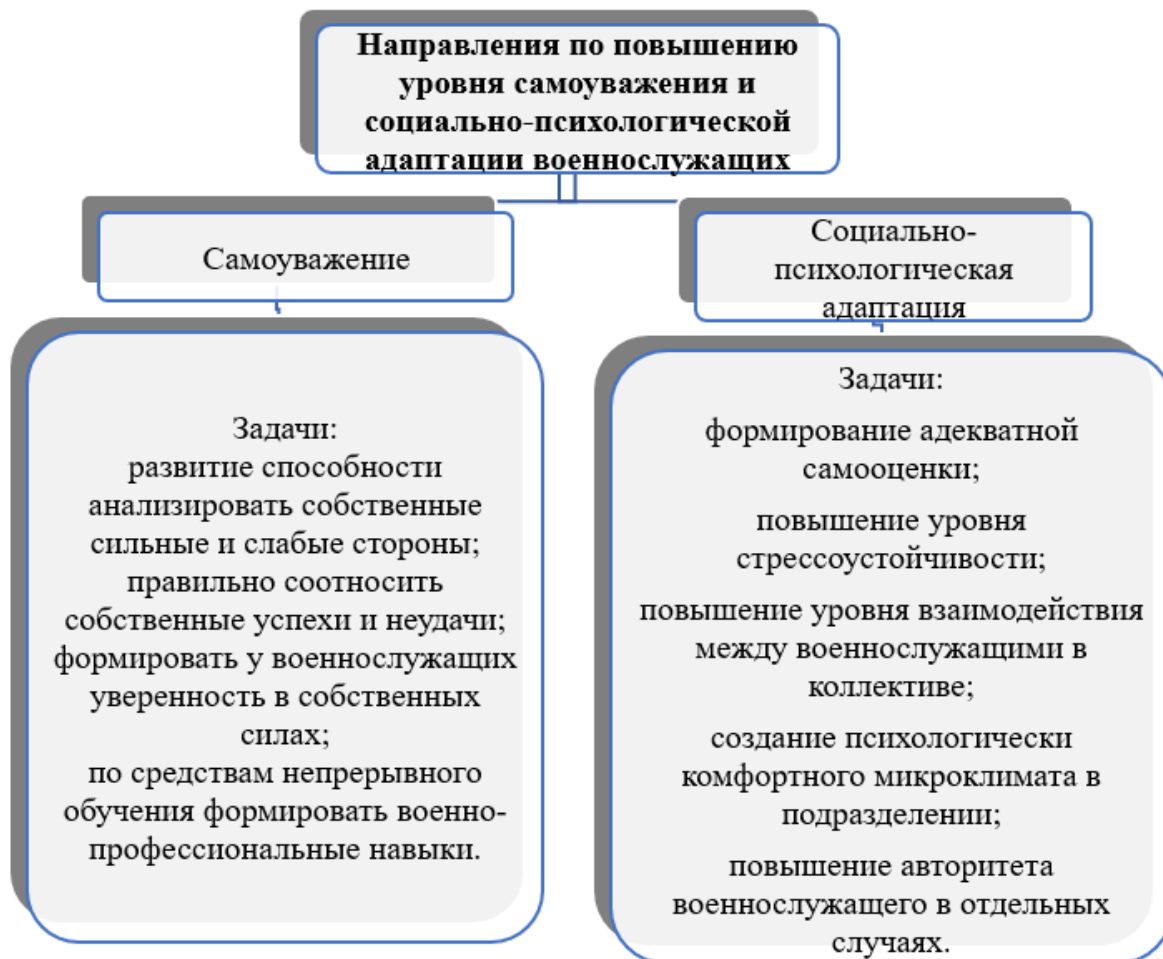 Направления по повышению
уровня самоуважения и
социально-психологической
адаптации военнослужащих
Самоуважение
Социально-
психологическая
адаптация
Задачи:
развитие способности
анализировать собственные
сильные и слабые стороны;
правильно соотносить
собственные успехи и неудачи;
формировать у военнослужащих
уверенность в собственных
силах;
по средствам непрерывного
обучения формировать военно-
профессиональные навыки.
Задачи:
формирование адекватной
самооценки;
повышение уровня
стрессоустойчивости;
повышение уровня взаимодействия
между военнослужащими в
коллективе;
создание психологически
комфортного микроклимата в
подразделении;
повышение авторитета
военнослужащего в отдельных
случаях.